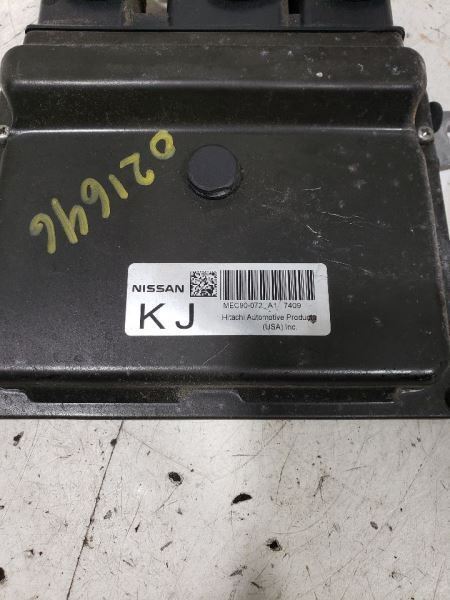 021646
NISSAN
MEC90-072 A1 7409
KJ
Hitachi Automotive Products
(USA) Inc.